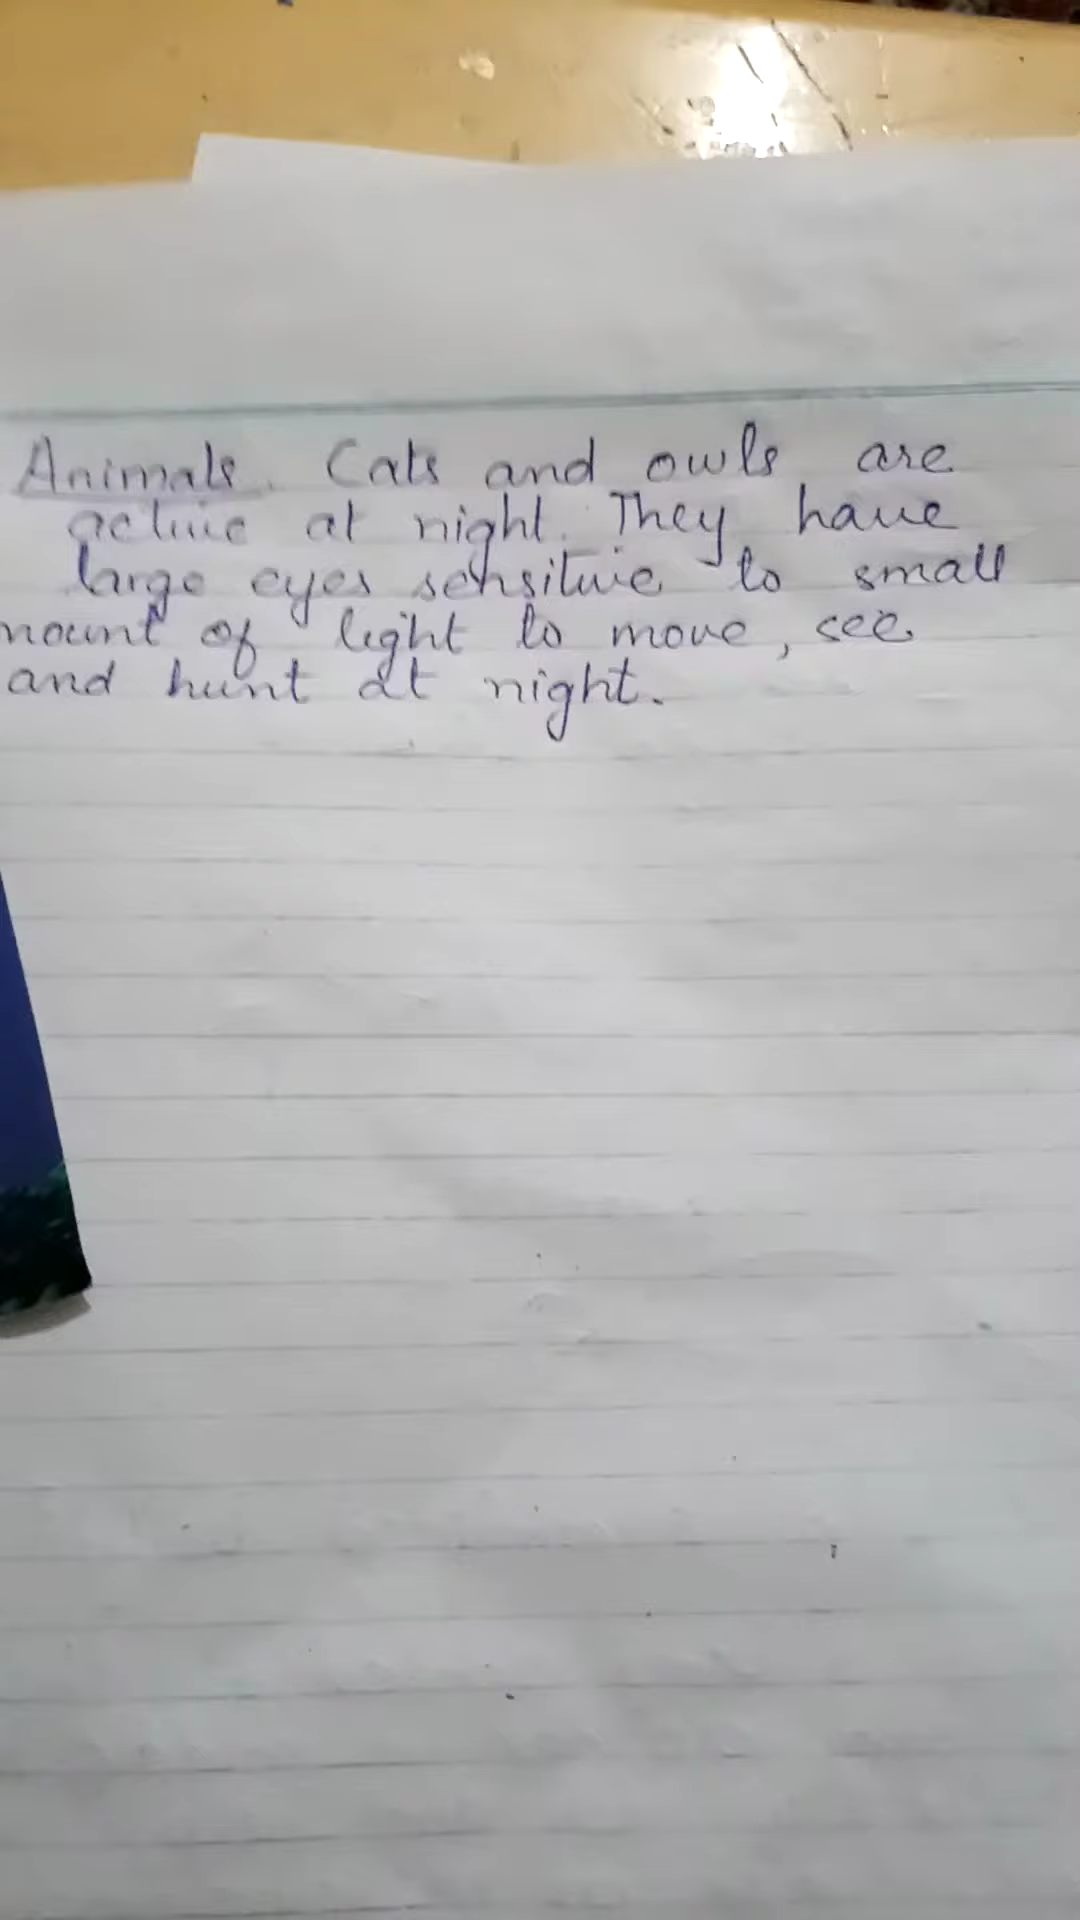 Animals. Cats and owls are
active at night. They have
large eyes sensitive to small
mount of light to move, see
and hunt at night.